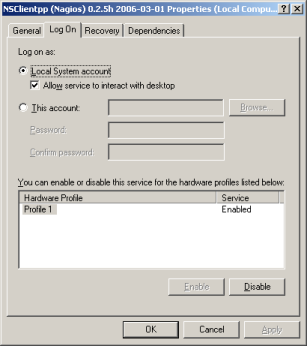 NSClientpp (Nagios) 0.2.5h 2006-03-01 Properties (Local Compu...
General Log On Recovery Dependencies
Log on as:
Local System account
Allow service to interact with desktop
This account:
Browse...
Password:
Confirm password:
You can enable or disable this service for the hardware profiles listed below:
Hardware Profile Service
Profile 1 Enabled
Enable Disable
OK Cancel Apply